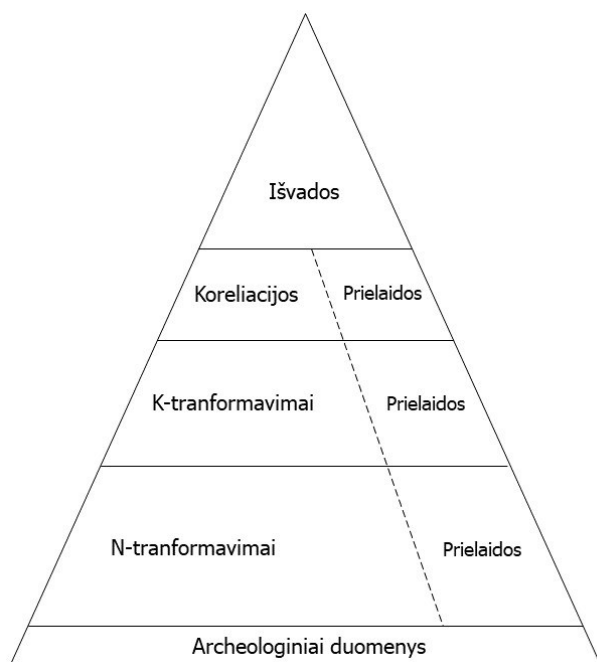 Išvados
Koreliacijos Prielaidos
K-tranformavimai Prielaidos
N-tranformavimai Prielaidos
Archeologiniai duomenys